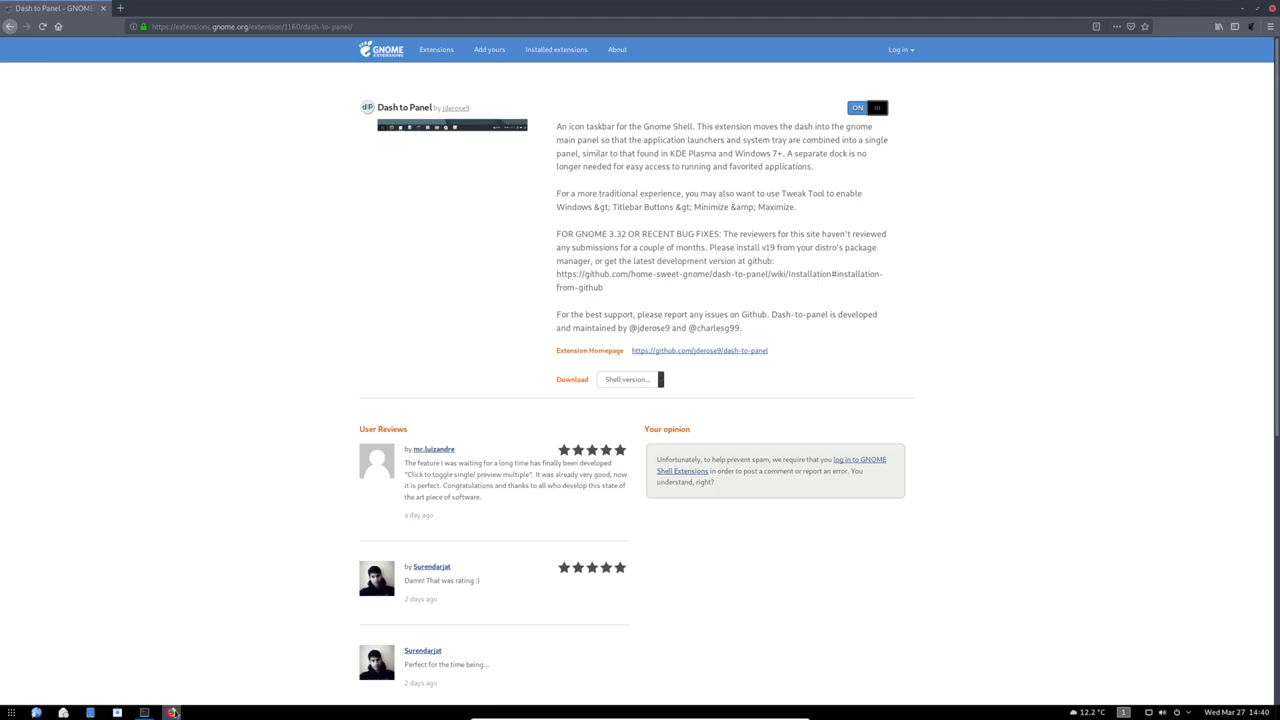 Dash to Panel - GNOME
https://extensions.gnome.org/extension/1160/dash-to-panel/
GNOME
EXTENSIONS
Extensions
Add yours
Installed extensions
About
Log in
Dash to Panel by jderose9
ON
An icon taskbar for the Gnome Shell. This extension moves the dash into the gnome
main panel so that the application launchers and system tray are combined into a single
panel, similar to that found in KDE Plasma and Windows 7+. A separate dock is no
longer needed for easy access to running and favorited applications.
For a more traditional experience, you may also want to use Tweak Tool to enable
Windows &gt; Titlebar Buttons &gt; Minimize &amp; Maximize.
FOR GNOME 3.32 OR RECENT BUG FIXES: The reviewers for this site haven't reviewed
any submissions for a couple of months. Please install v19 from your distro's package
manager, or get the latest development version at github:
https://github.com/home-sweet-gnome/dash-to-panel/wiki/Installation#installation-
from-github
For the best support, please report any issues on Github. Dash-to-panel is developed
and maintained by @jderose9 and @charlesg99.
Extension Homepage https://github.com/jderose9/dash-to-panel
Download Shell version...
User Reviews
by mr.luizandre
The feature I was waiting for a long time has finally been developed
"Click to toggle single/ preview multiple". It was already very good, now
it is perfect. Congratulations and thanks to all who develop this state of
the art piece of software.
a day ago
by Surendarjat
Damn! That was rating :)
2 days ago
Surendarjat
Perfect for the time being...
2 days ago
Your opinion
Unfortunately, to help prevent spam, we require that you log in to GNOME
Shell Extensions in order to post a comment or report an error. You
understand, right?
12.2 °C
1
Wed Mar 27 14:40